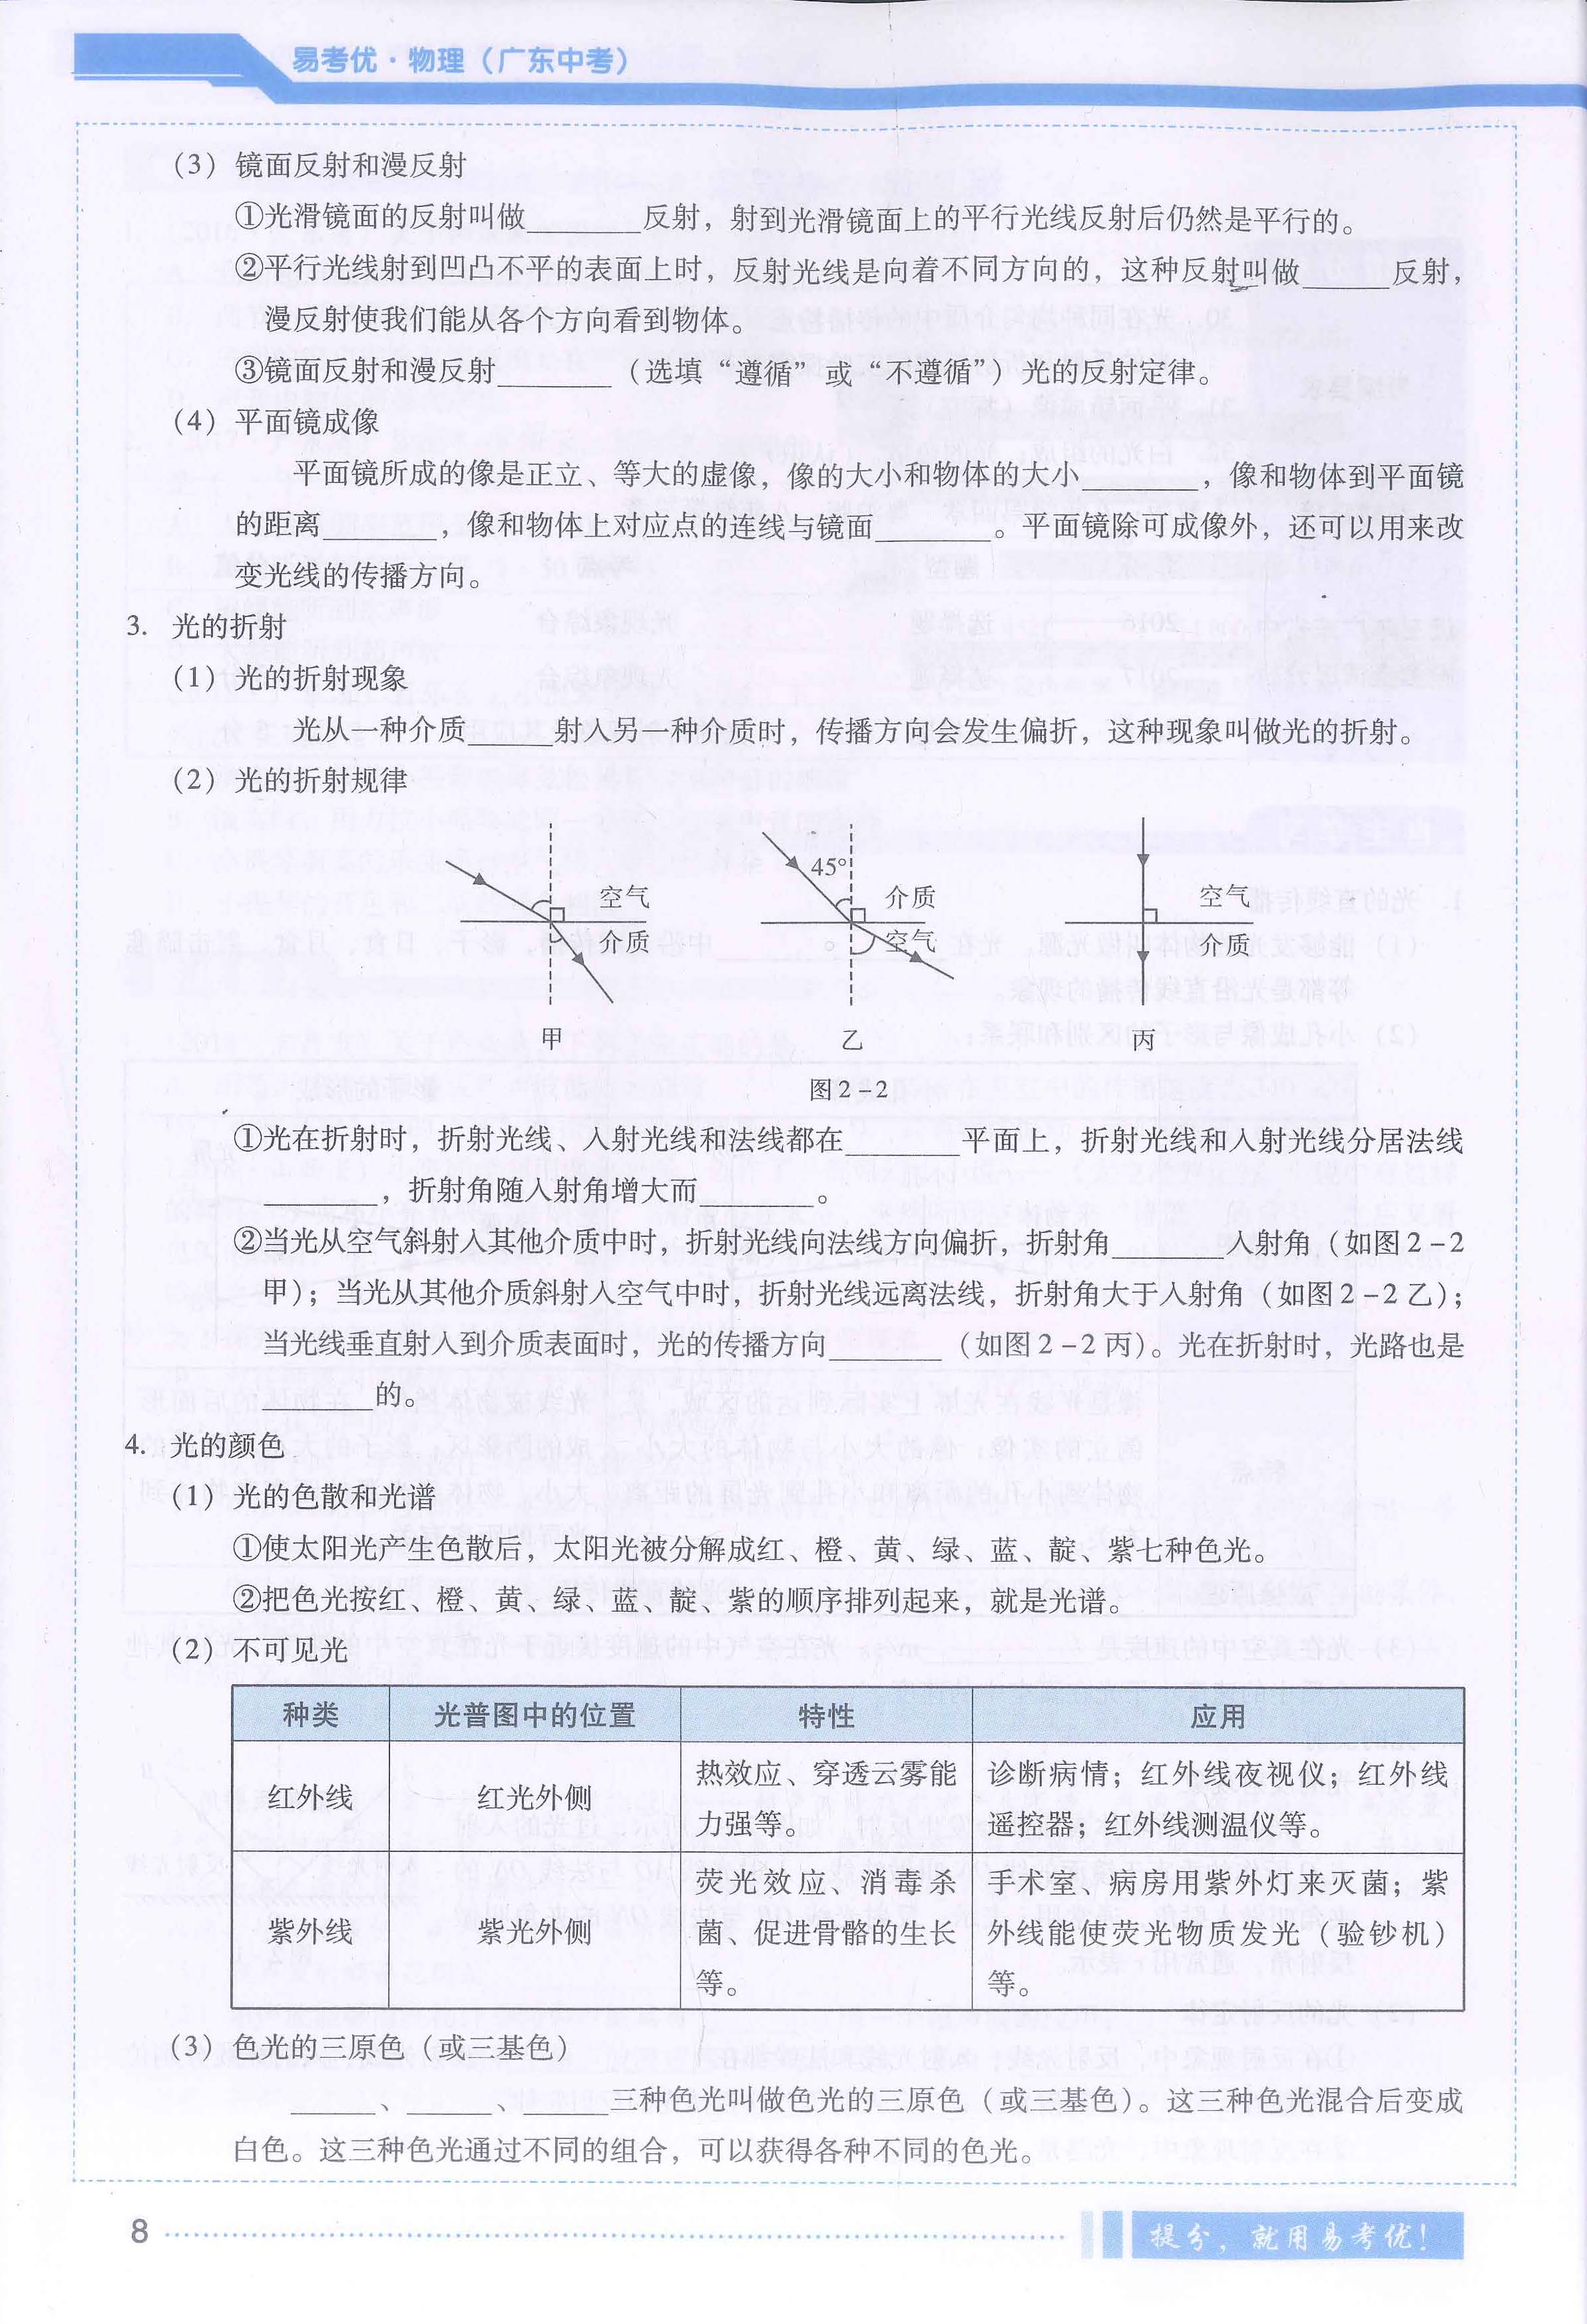 易考优·物理（广东中考）
（3）镜面反射和漫反射
①光滑镜面的反射叫做________反射，射到光滑镜面上的平行光线反射后仍然是平行的。
②平行光线射到凹凸不平的表面上时，反射光线是向着不同方向的，这种反射叫做______反射，
漫反射使我们能从各个方向看到物体。
③镜面反射和漫反射________（选填“遵循”或“不遵循”）光的反射定律。
（4）平面镜成像
平面镜所成的像是正立、等大的虚像，像的大小和物体的大小________，像和物体到平面镜
的距离________，像和物体上对应点的连线与镜面________。平面镜除可成像外，还可以用来改
变光线的传播方向。
3. 光的折射
（1）光的折射现象
光从一种介质______射入另一种介质时，传播方向会发生偏折，这种现象叫做光的折射。
（2）光的折射规律
空气
介质
甲
45°
介质
空气
乙
空气
介质
丙
图2-2
①光在折射时，折射光线、入射光线和法线都在________平面上，折射光线和入射光线分居法线
________，折射角随入射角增大而________。
②当光从空气斜射入其他介质中时，折射光线向法线方向偏折，折射角________入射角（如图2-2
甲）；当光从其他介质斜射入空气中时，折射光线远离法线，折射角大于入射角（如图2-2乙）；
当光线垂直射入到介质表面时，光的传播方向________（如图2-2丙）。光在折射时，光路也是
________的。
4. 光的颜色
（1）光的色散和光谱
①使太阳光产生色散后，太阳光被分解成红、橙、黄、绿、蓝、靛、紫七种色光。
②把色光按红、橙、黄、绿、蓝、靛、紫的顺序排列起来，就是光谱。
（2）不可见光
种类 光普图中的位置 特性 应用
红外线 红光外侧 热效应、穿透云雾能力强等。 诊断病情；红外线夜视仪；红外线遥控器；红外线测温仪等。
紫外线 紫光外侧 荧光效应、消毒杀菌、促进骨骼的生长等。 手术室、病房用紫外灯来灭菌；紫外线能使荧光物质发光（验钞机）等。
（3）色光的三原色（或三基色）
______、______、______三种色光叫做色光的三原色（或三基色）。这三种色光混合后变成
白色。这三种色光通过不同的组合，可以获得各种不同的色光。
8
提分，就用易考优！